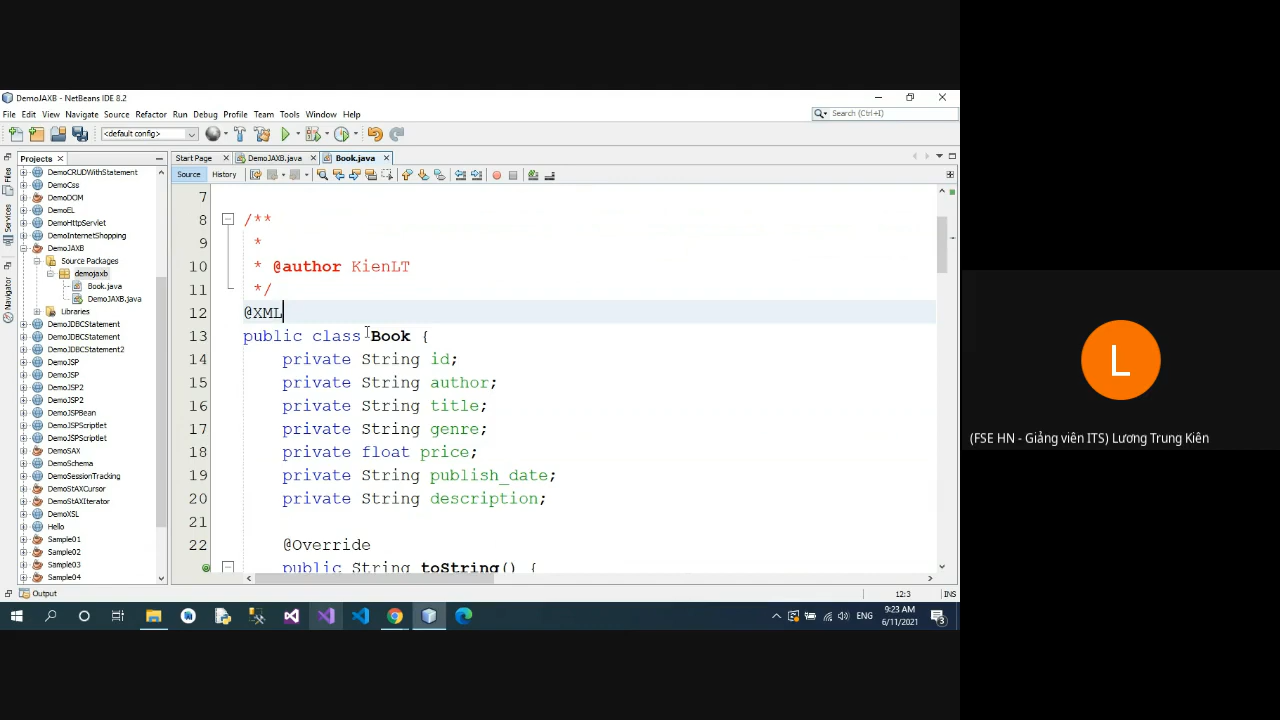 DemoJAXB - NetBeans IDE 8.2
File Edit View Navigate Source Refactor Run Debug Profile Team Tools Window Help
Search (Ctrl+I)
<default config>
Projects
Start Page
DemoJAXB.java
Book.java
Source
History
Files
Services
Navigator
DemoCRUDWithStatement
DemoCss
DemoDOM
DemoEL
DemoHttpServlet
DemoInternetShopping
DemoJAXB
Source Packages
demojaxb
Book.java
DemoJAXB.java
Libraries
DemoJDBCStatement
DemoJDBCStatement
DemoJDBCStatement2
DemoJSP
DemoJSP
DemoJSP2
DemoJSP2
DemoJSPBean
DemoJSPScriptlet
DemoJSPScriptlet
DemoSAX
DemoSchema
DemoSessionTracking
DemoStAXCursor
DemoStAXIterator
DemoXSL
Hello
Sample01
Sample02
Sample03
Sample04
7
8 /**
9 *
10 * @author KienLT
11 */
12 @XML
13 public class Book {
14 private String id;
15 private String author;
16 private String title;
17 private String genre;
18 private float price;
19 private String publish_date;
20 private String description;
21
22 @Override
public String toString() {
Output
12:3
INS
ENG
9:23 AM
6/11/2021
3
L
(FSE HN - Giảng viên ITS) Lương Trung Kiên